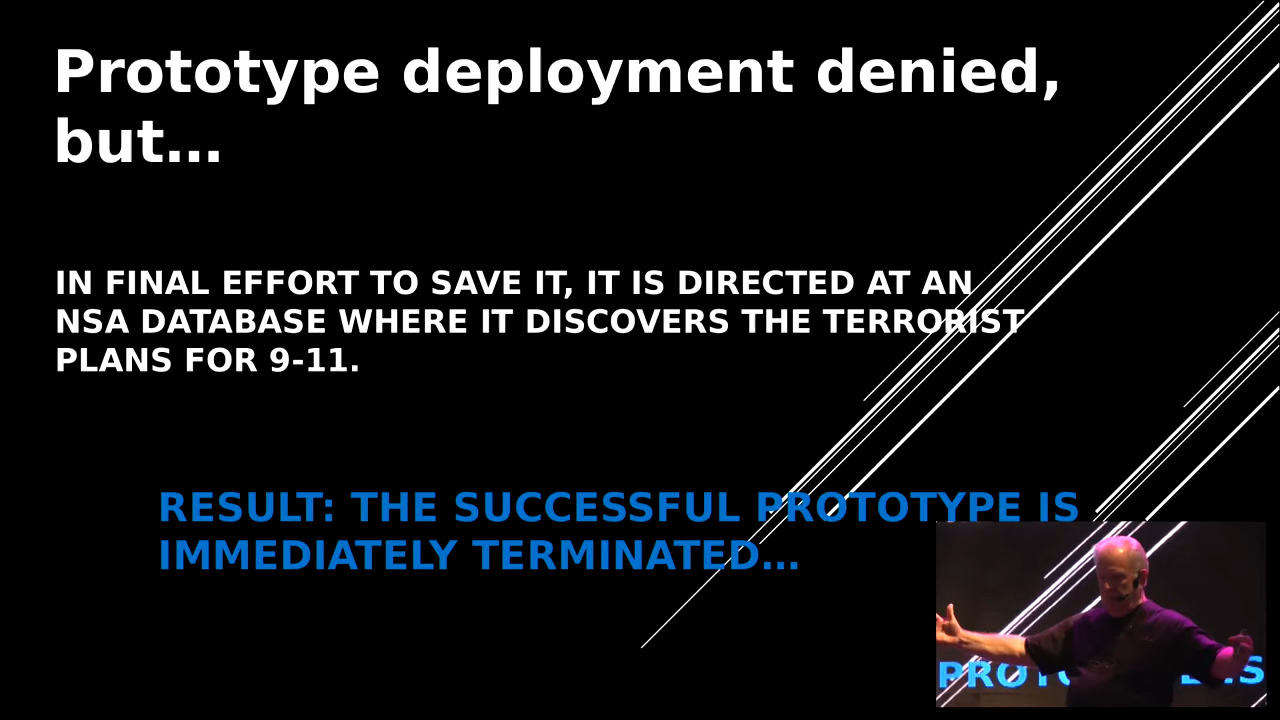 Prototype deployment denied,
but…
IN FINAL EFFORT TO SAVE IT, IT IS DIRECTED AT AN
NSA DATABASE WHERE IT DISCOVERS THE TERRORIST
PLANS FOR 9-11.
RESULT: THE SUCCESSFUL PROTOTYPE IS
IMMEDIATELY TERMINATED…